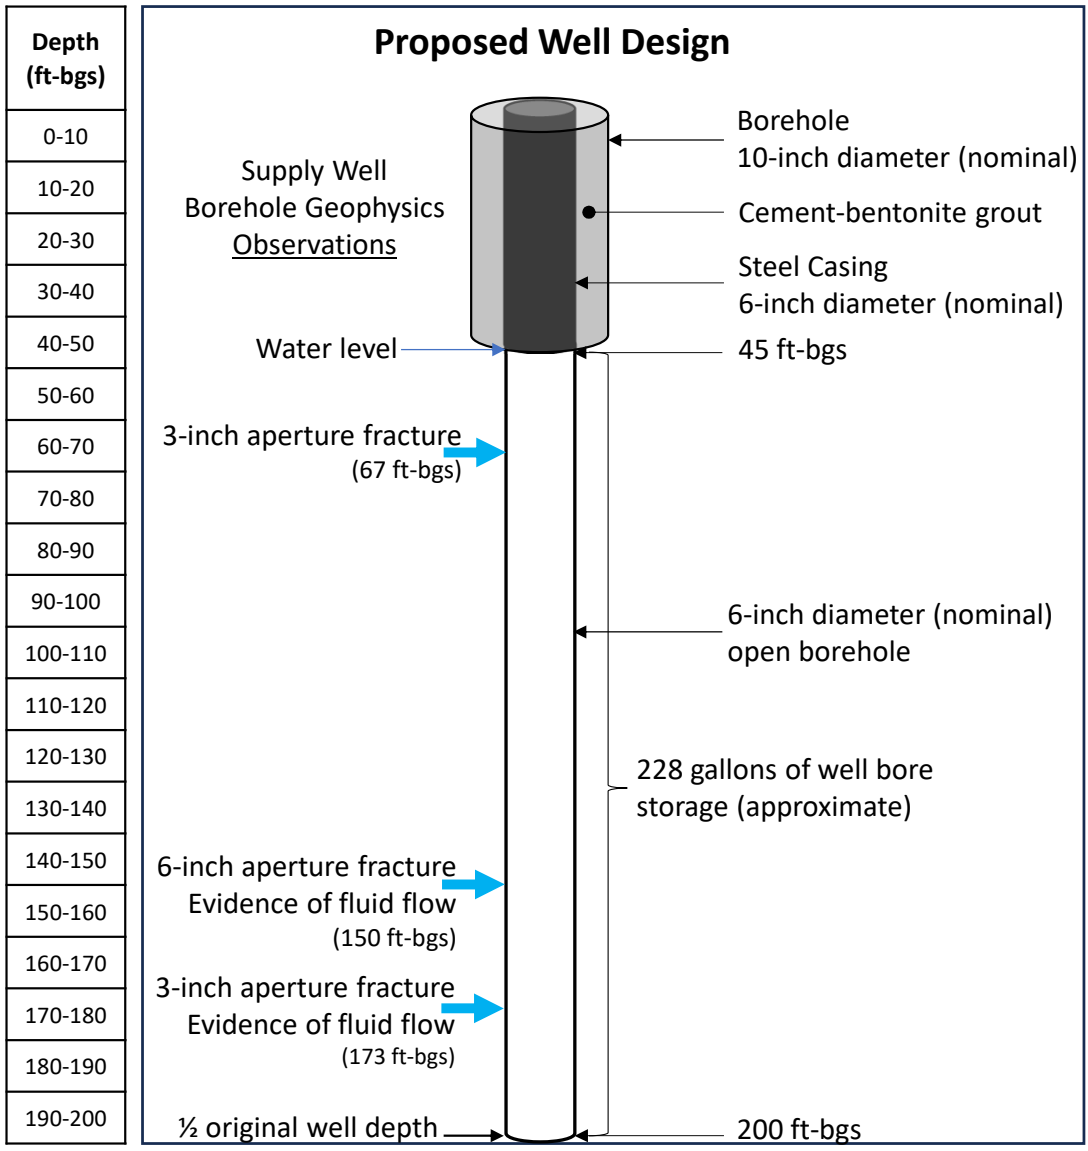 Depth
(ft-bgs)
0-10
10-20
20-30
30-40
40-50
50-60
60-70
70-80
80-90
90-100
100-110
110-120
120-130
130-140
140-150
150-160
160-170
170-180
180-190
190-200
Proposed Well Design
Supply Well
Borehole Geophysics
Observations
Water level
3-inch aperture fracture
(67 ft-bgs)
6-inch aperture fracture
Evidence of fluid flow
(150 ft-bgs)
3-inch aperture fracture
Evidence of fluid flow
(173 ft-bgs)
½ original well depth
Borehole
10-inch diameter (nominal)
Cement-bentonite grout
Steel Casing
6-inch diameter (nominal)
45 ft-bgs
6-inch diameter (nominal)
open borehole
228 gallons of well bore
storage (approximate)
200 ft-bgs